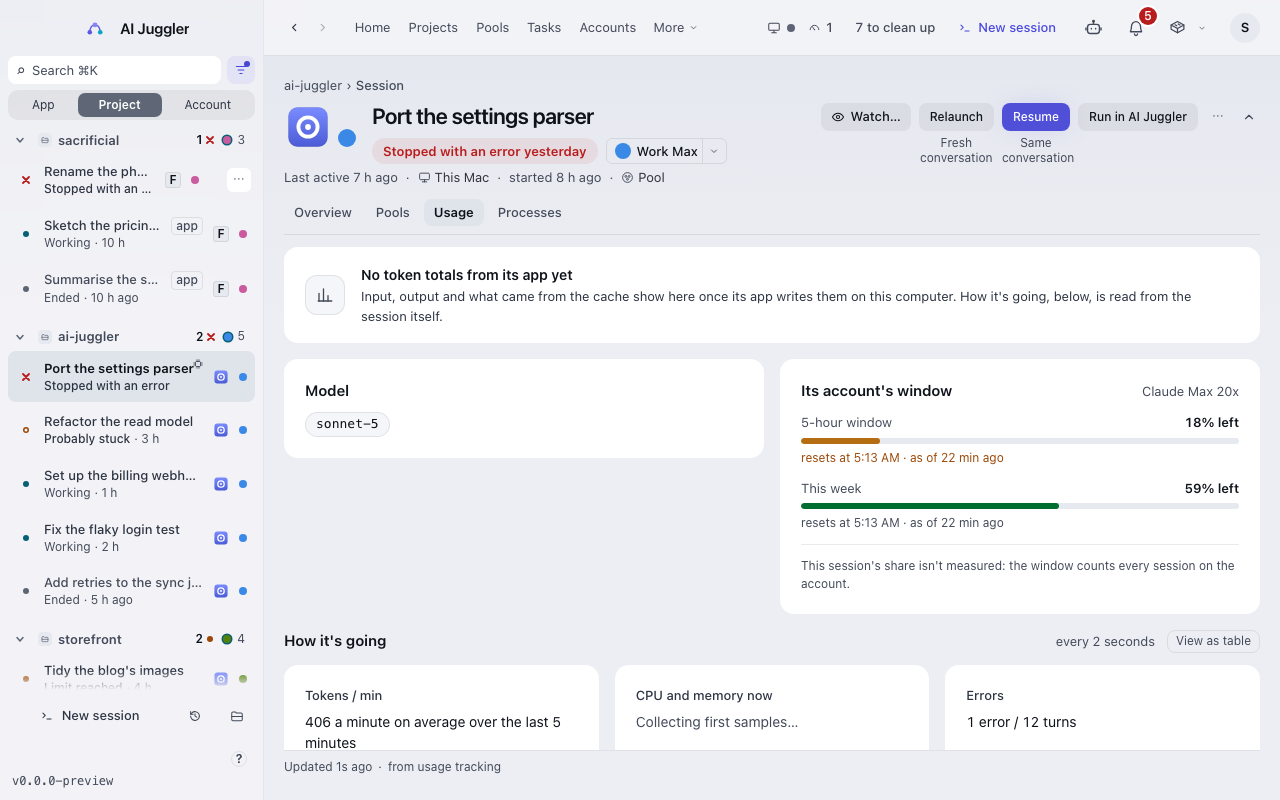 AI Juggler
Search ⌘K
App Project Account
sacrificial 1 3
Rename the ph...
Stopped with an ...
F
Sketch the pricin... app
Working · 10 h
F
Summarise the s... app
Ended · 10 h ago
F
ai-juggler 2 5
Port the settings parser
Stopped with an error
Refactor the read model
Probably stuck · 3 h
Set up the billing webh...
Working · 1 h
Fix the flaky login test
Working · 2 h
Add retries to the sync j...
Ended · 5 h ago
storefront 2 4
Tidy the blog's images
Limit reached · 4 h
New session
?
v0.0.0-preview
Home Projects Pools Tasks Accounts More
1 7 to clean up New session 5 S
ai-juggler › Session
Port the settings parser
Stopped with an error yesterday Work Max
Watch... Relaunch Resume Run in AI Juggler ...
Fresh conversation
Same conversation
Last active 7 h ago · This Mac · started 8 h ago · Pool
Overview Pools Usage Processes
No token totals from its app yet
Input, output and what came from the cache show here once its app writes them on this computer. How it's going, below, is read from the
session itself.
Model
sonnet-5
Its account's window Claude Max 20x
5-hour window 18% left
resets at 5:13 AM · as of 22 min ago
This week 59% left
resets at 5:13 AM · as of 22 min ago
This session's share isn't measured: the window counts every session on the
account.
How it's going every 2 seconds View as table
Tokens / min
406 a minute on average over the last 5
minutes
CPU and memory now
Collecting first samples...
Errors
1 error / 12 turns
Updated 1s ago · from usage tracking